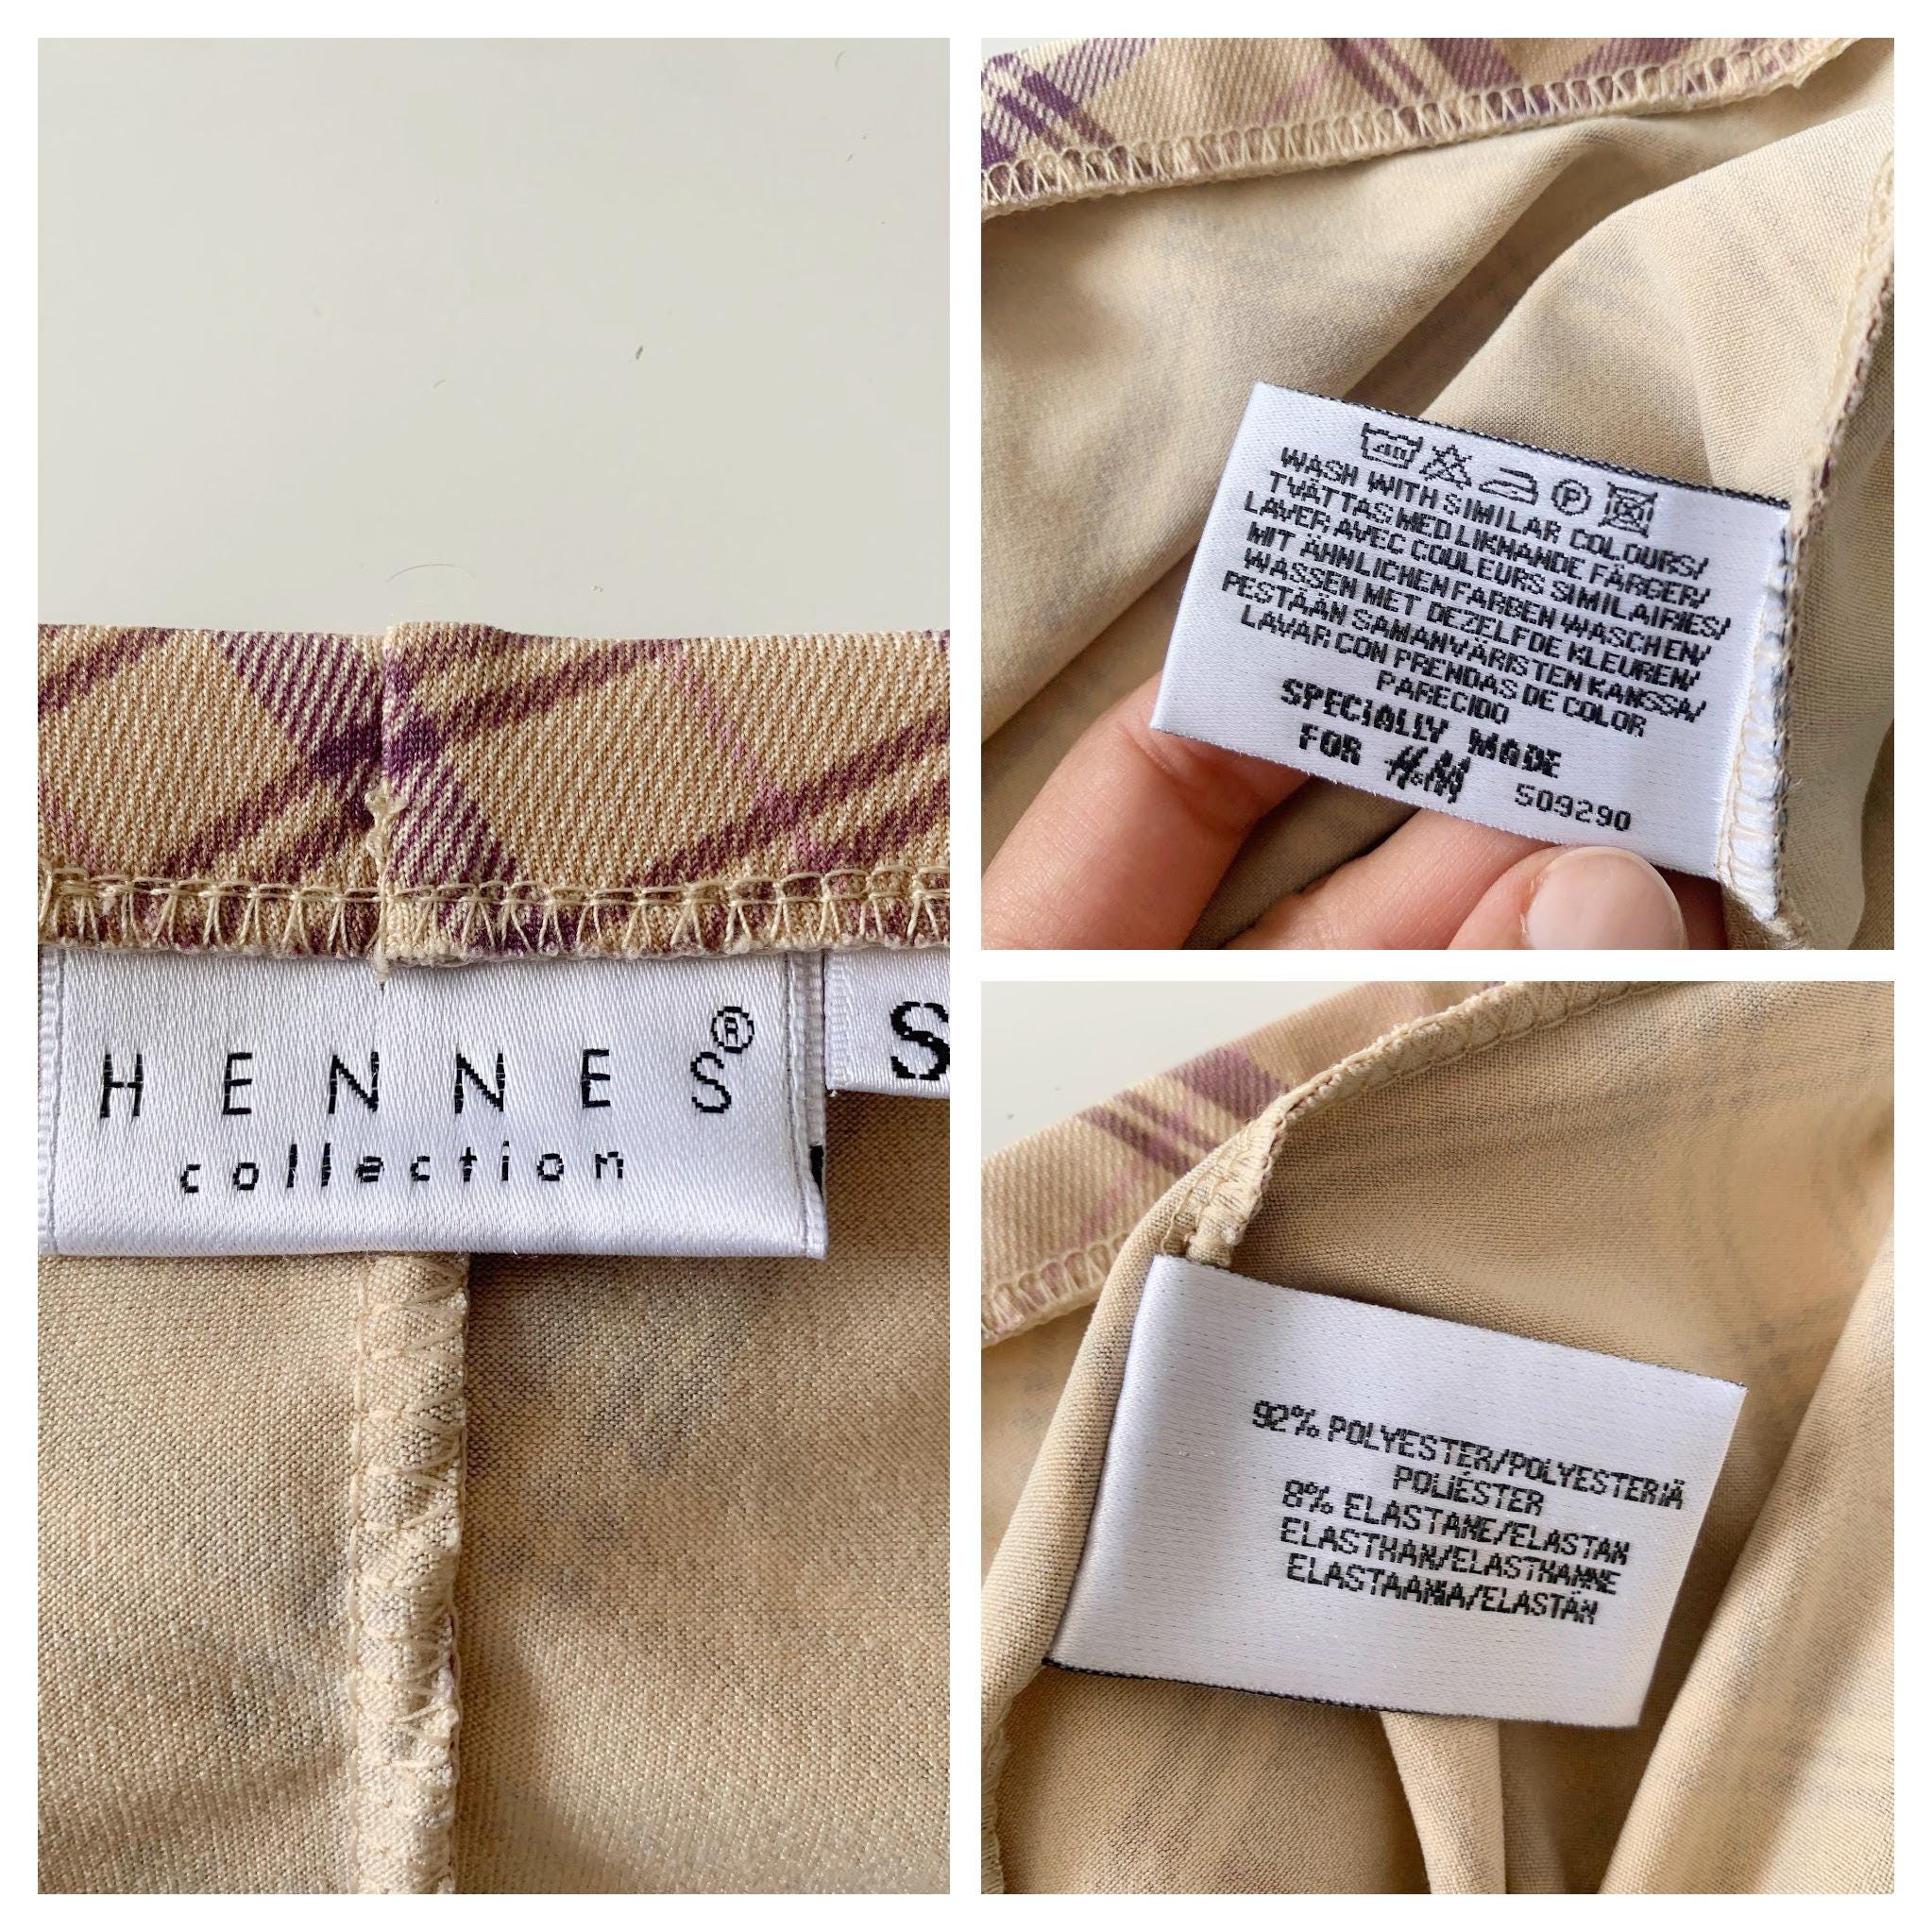 HENNES®
collection
S
40
P
WASH WITH SIMILAR COLOURS/
TVÄTTAS MED LIKNANDE FÄRGER/
LAVER AVEC COULEURS SIMILAIRIES/
MIT ÄHNLICHEN FARBEN WASCHEN/
WASSEN MET DEZELFDE KLEUREN/
PESTÄÄN SAMANVÄRISTEN KANSSA/
LAVAR CON PRENDAS DE COLOR
PARECIDO
SPECIALLY MADE
FOR H&M 509290
92% POLYESTER/POLYESTERIÄ
POLIÉSTER
8% ELASTANE/ELASTAN
ELASTHAN/ELASTHANNE
ELASTAANIA/ELASTÁN